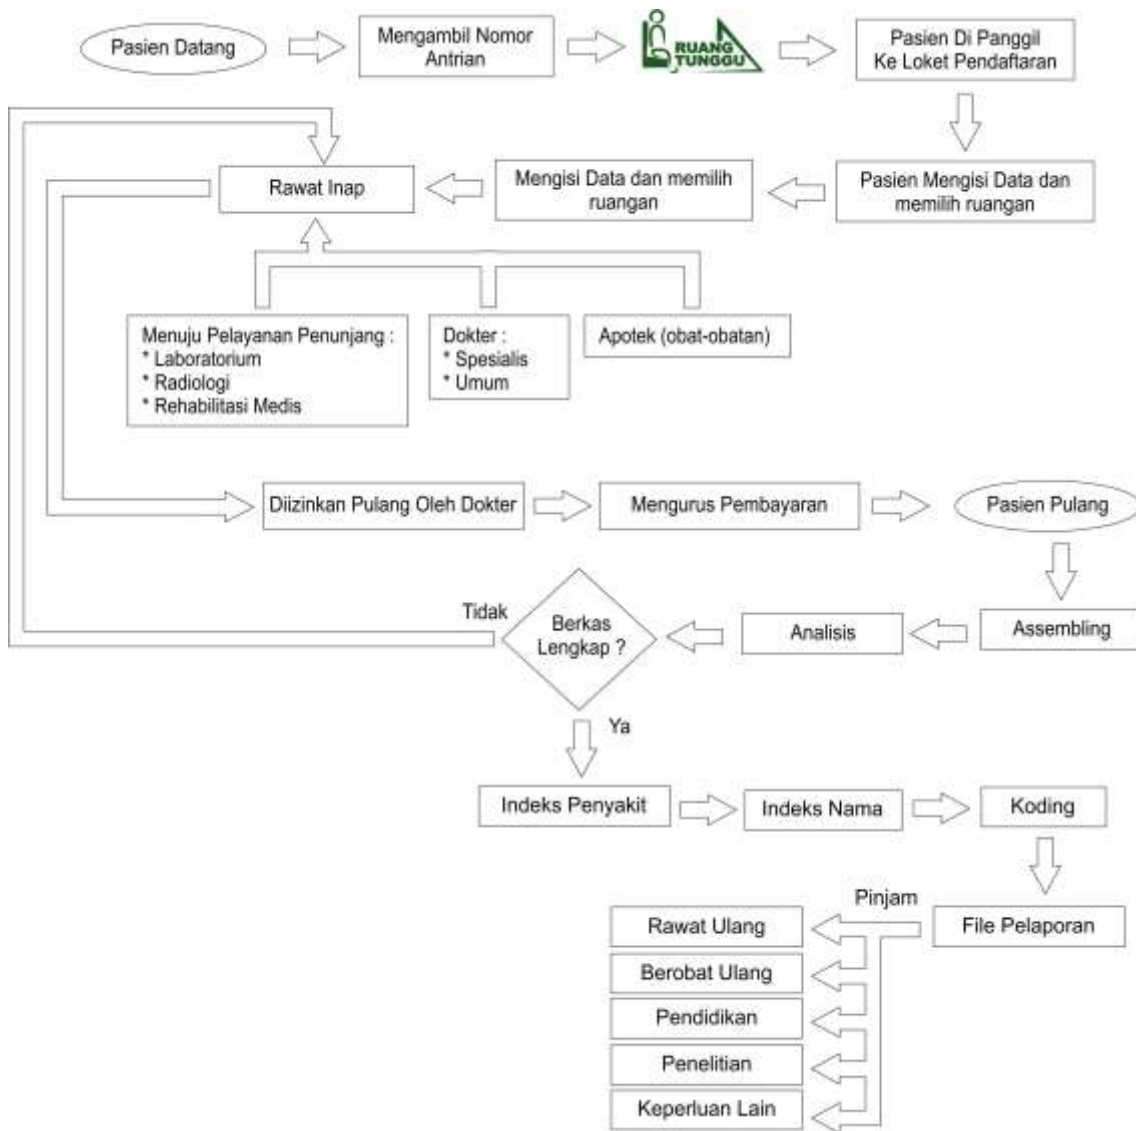 Pasien Datang
Mengambil Nomor
Antrian
RUANG
TUNGGU
Pasien Di Panggil
Ke Loket Pendaftaran
Rawat Inap
Mengisi Data dan memilih
ruangan
Pasien Mengisi Data dan
memilih ruangan
Menuju Pelayanan Penunjang :
* Laboratorium
* Radiologi
* Rehabilitasi Medis
Dokter :
* Spesialis
* Umum
Apotek (obat-obatan)
Diizinkan Pulang Oleh Dokter
Mengurus Pembayaran
Pasien Pulang
Tidak
Berkas
Lengkap ?
Analisis
Assembling
Ya
Indeks Penyakit
Indeks Nama
Koding
Pinjam
File Pelaporan
Rawat Ulang
Berobat Ulang
Pendidikan
Penelitian
Keperluan Lain